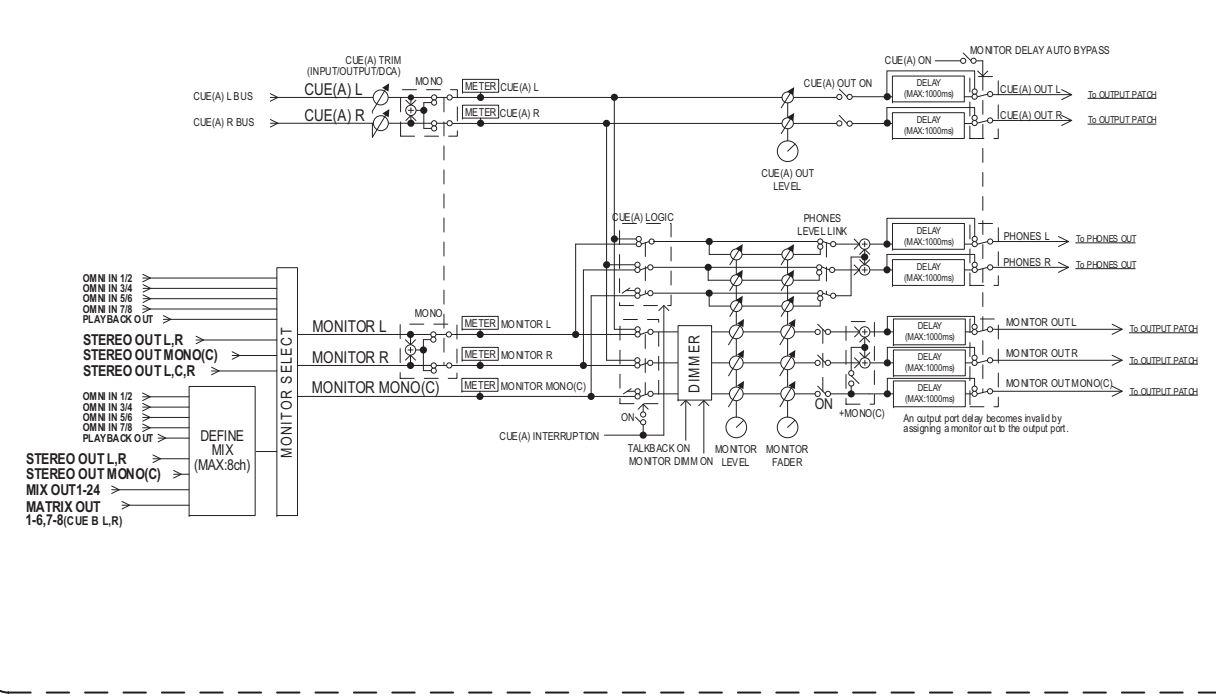 MONITOR DELAY AUTO BYPASS
CUE(A) ON
CUE(A) TRIM
(INPUT/OUTPUT/DCA)
MONO
CUE(A) L BUS
CUE(A) L
METER CUE(A) L
CUE(A) OUT ON
DELAY
(MAX:1000ms)
CUE(A) OUT L
To OUTPUT PATCH
CUE(A) R BUS
CUE(A) R
METER CUE(A) R
DELAY
(MAX:1000ms)
CUE(A) OUT R
To OUTPUT PATCH
CUE(A) OUT
LEVEL
CUE(A) LOGIC
PHONES
LEVEL LINK
DELAY
(MAX:1000ms)
PHONES L
To PHONES OUT
DELAY
(MAX:1000ms)
PHONES R
To PHONES OUT
OMNI IN 1/2
OMNI IN 3/4
OMNI IN 5/6
OMNI IN 7/8
PLAYBACK OUT
STEREO OUT L,R
STEREO OUT MONO(C)
STEREO OUT L,C,R
MONITOR SELECT
MONO
MONITOR L
METER MONITOR L
MONITOR R
METER MONITOR R
MONITOR MONO(C)
METER MONITOR MONO(C)
DIMMER
DELAY
(MAX:1000ms)
MONITOR OUT L
To OUTPUT PATCH
DELAY
(MAX:1000ms)
MONITOR OUT R
To OUTPUT PATCH
DELAY
(MAX:1000ms)
MONITOR OUT MONO(C)
To OUTPUT PATCH
ON
+MONO(C)
An output port delay becomes invalid by
assigning a monitor out to the output port.
ON
CUE(A) INTERRUPTION
TALKBACK ON
MONITOR DIMM ON
MONITOR
LEVEL
MONITOR
FADER
OMNI IN 1/2
OMNI IN 3/4
OMNI IN 5/6
OMNI IN 7/8
PLAYBACK OUT
STEREO OUT L,R
STEREO OUT MONO(C)
MIX OUT1-24
MATRIX OUT
1-6,7-8(CUE B L,R)
DEFINE
MIX
(MAX:8ch)